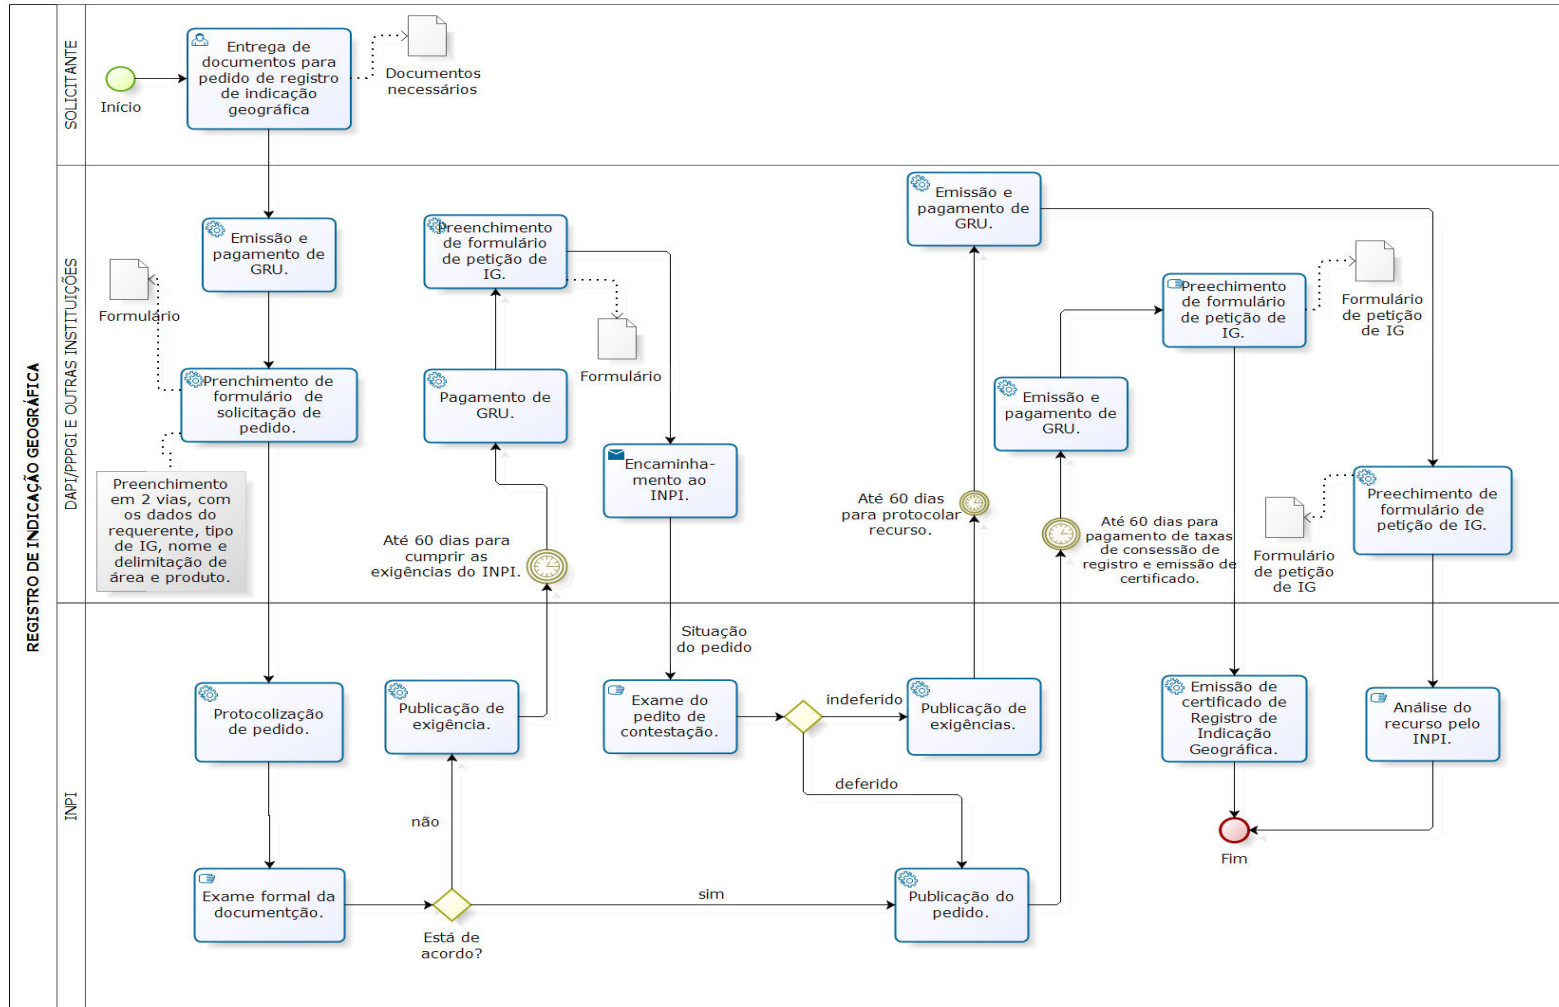 REGISTRO DE INDICAÇÃO GEOGRÁFICA
SOLICITANTE
Início
Entrega de
documentos para
pedido de registro
de indicação
geográfica
Documentos
necessários
DAPI/PPPGI E OUTRAS INSTITUIÇÕES
Emissão e
pagamento de
GRU.
Formulário
Prenchimento de
formulário de
solicitação de
pedido.
Preenchimento
em 2 vias, com
os dados do
requerente, tipo
de IG, nome e
delimitação de
área e produto.
Preenchimento
de formulário
de petição de
IG.
Formulário
Pagamento de
GRU.
Até 60 dias para
cumprir as
exigências do INPI.
Encaminha-
mento ao
INPI.
Emissão e
pagamento de
GRU.
Até 60 dias
para protocolar
recurso.
Emissão e
pagamento de
GRU.
Até 60 dias para
pagamento de taxas
de consessão de
registro e emissão de
certificado.
Preechimento
de formulário
de petição de
IG.
Formulário
de petição
de IG
Preechimento de
formulário de
petição de IG.
Formulário
de petição
de IG
INPI
Protocolização
de pedido.
Exame formal da
documentção.
Está de
acordo?
não
sim
Publicação de
exigência.
Situação
do pedido
Exame do
pedito de
contestação.
indeferido
deferido
Publicação de
exigências.
Publicação do
pedido.
Emissão de
certificado de
Registro de
Indicação
Geográfica.
Análise do
recurso pelo
INPI.
Fim